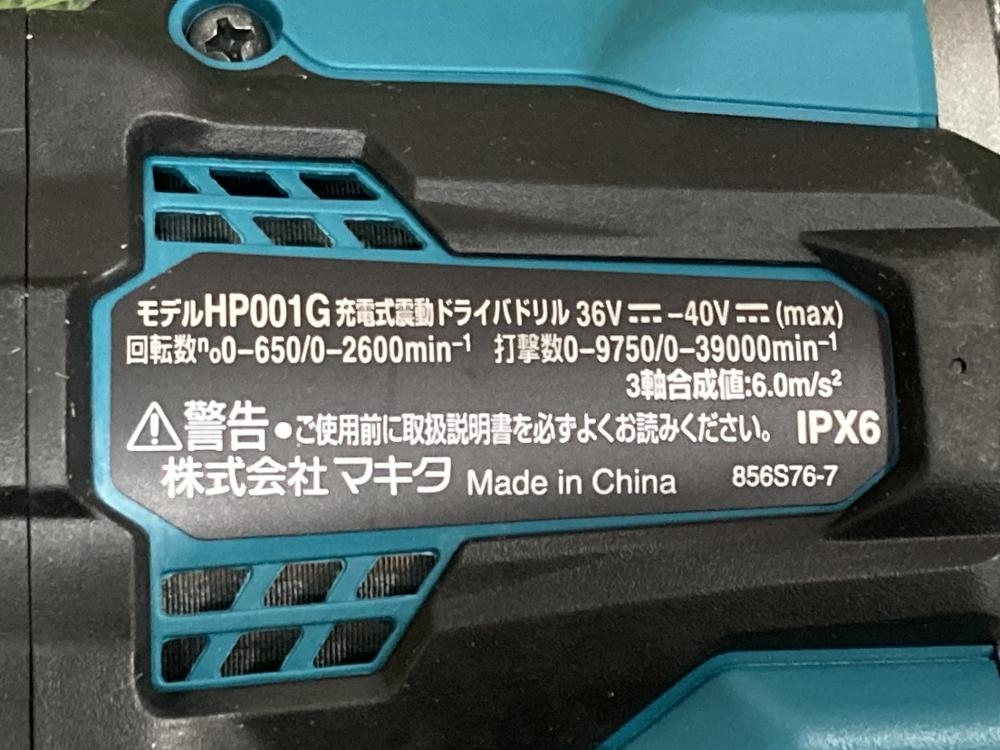 モデルHP001G 充電式震動ドライバドリル 36V⎓-40V⎓(max)
回転数n₀0-650/0-2600min⁻¹ 打撃数0-9750/0-39000min⁻¹
3軸合成値:6.0m/s²
⚠警告 ●ご使用前に取扱説明書を必ずよくお読みください。 IPX6
株式会社 マキタ Made in China 856S76-7